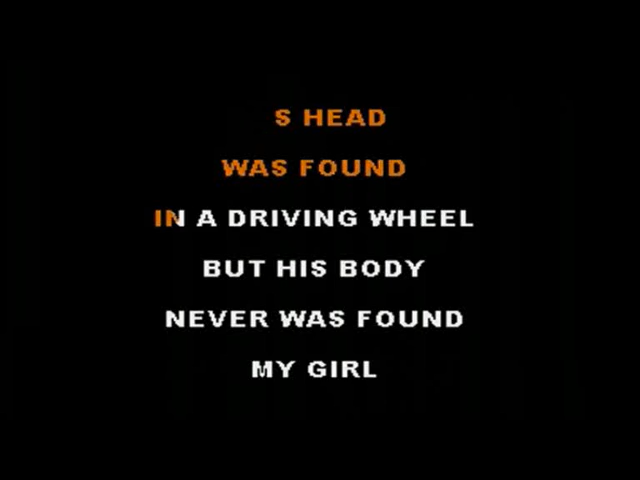 S HEAD
WAS FOUND
IN A DRIVING WHEEL
BUT HIS BODY
NEVER WAS FOUND
MY GIRL